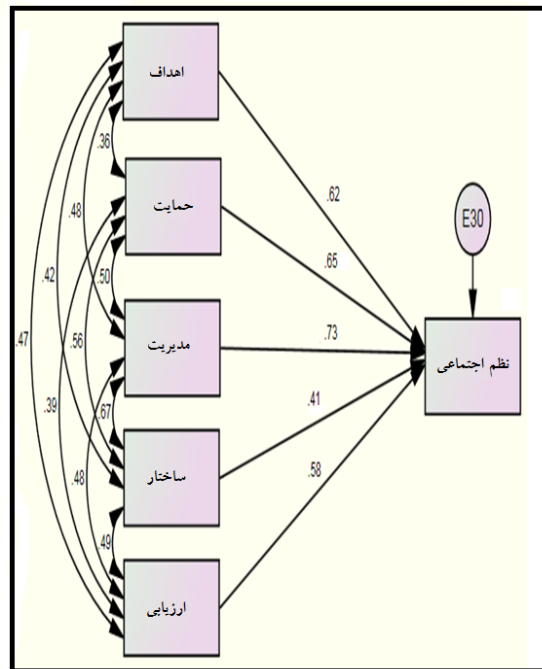 اهداف
.36
حمایت
.62
E30
.48
.65
.50
.42
.47
.56
مدیریت
.73
نظم اجتماعی
.39
.67
.41
ساختار
.48
.58
.49
ارزیابی